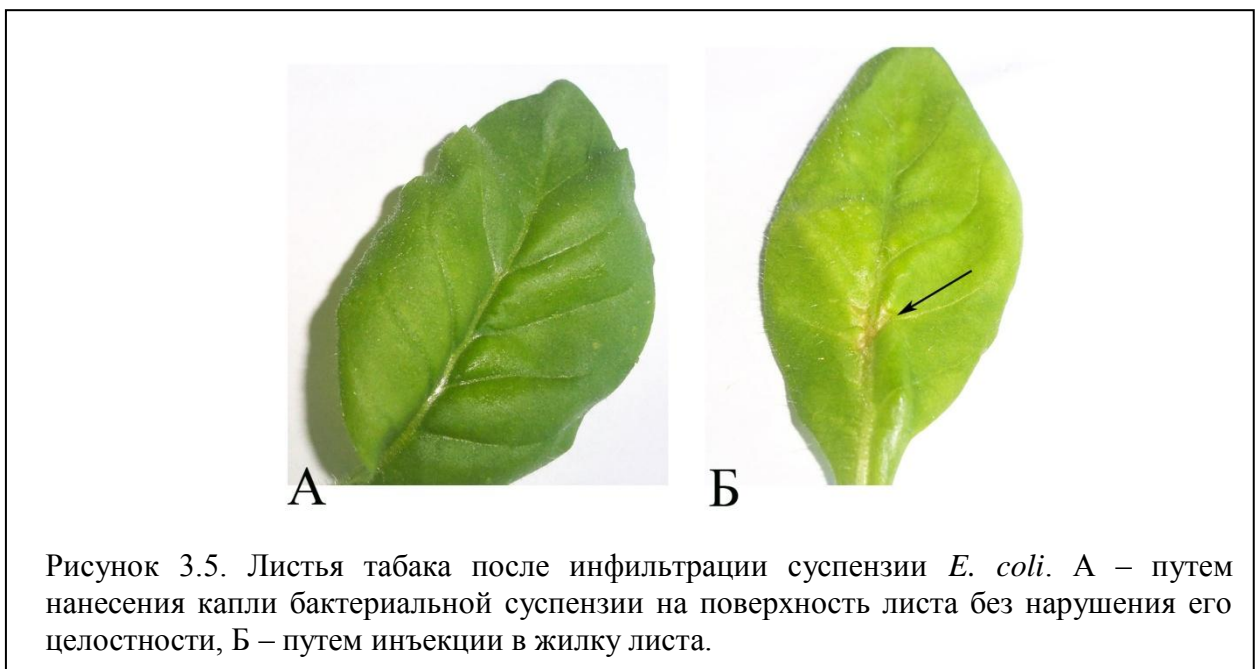 А
Б
Рисунок 3.5. Листья табака после инфильтрации суспензии E. coli. А – путем
нанесения капли бактериальной суспензии на поверхность листа без нарушения его
целостности, Б – путем инъекции в жилку листа.